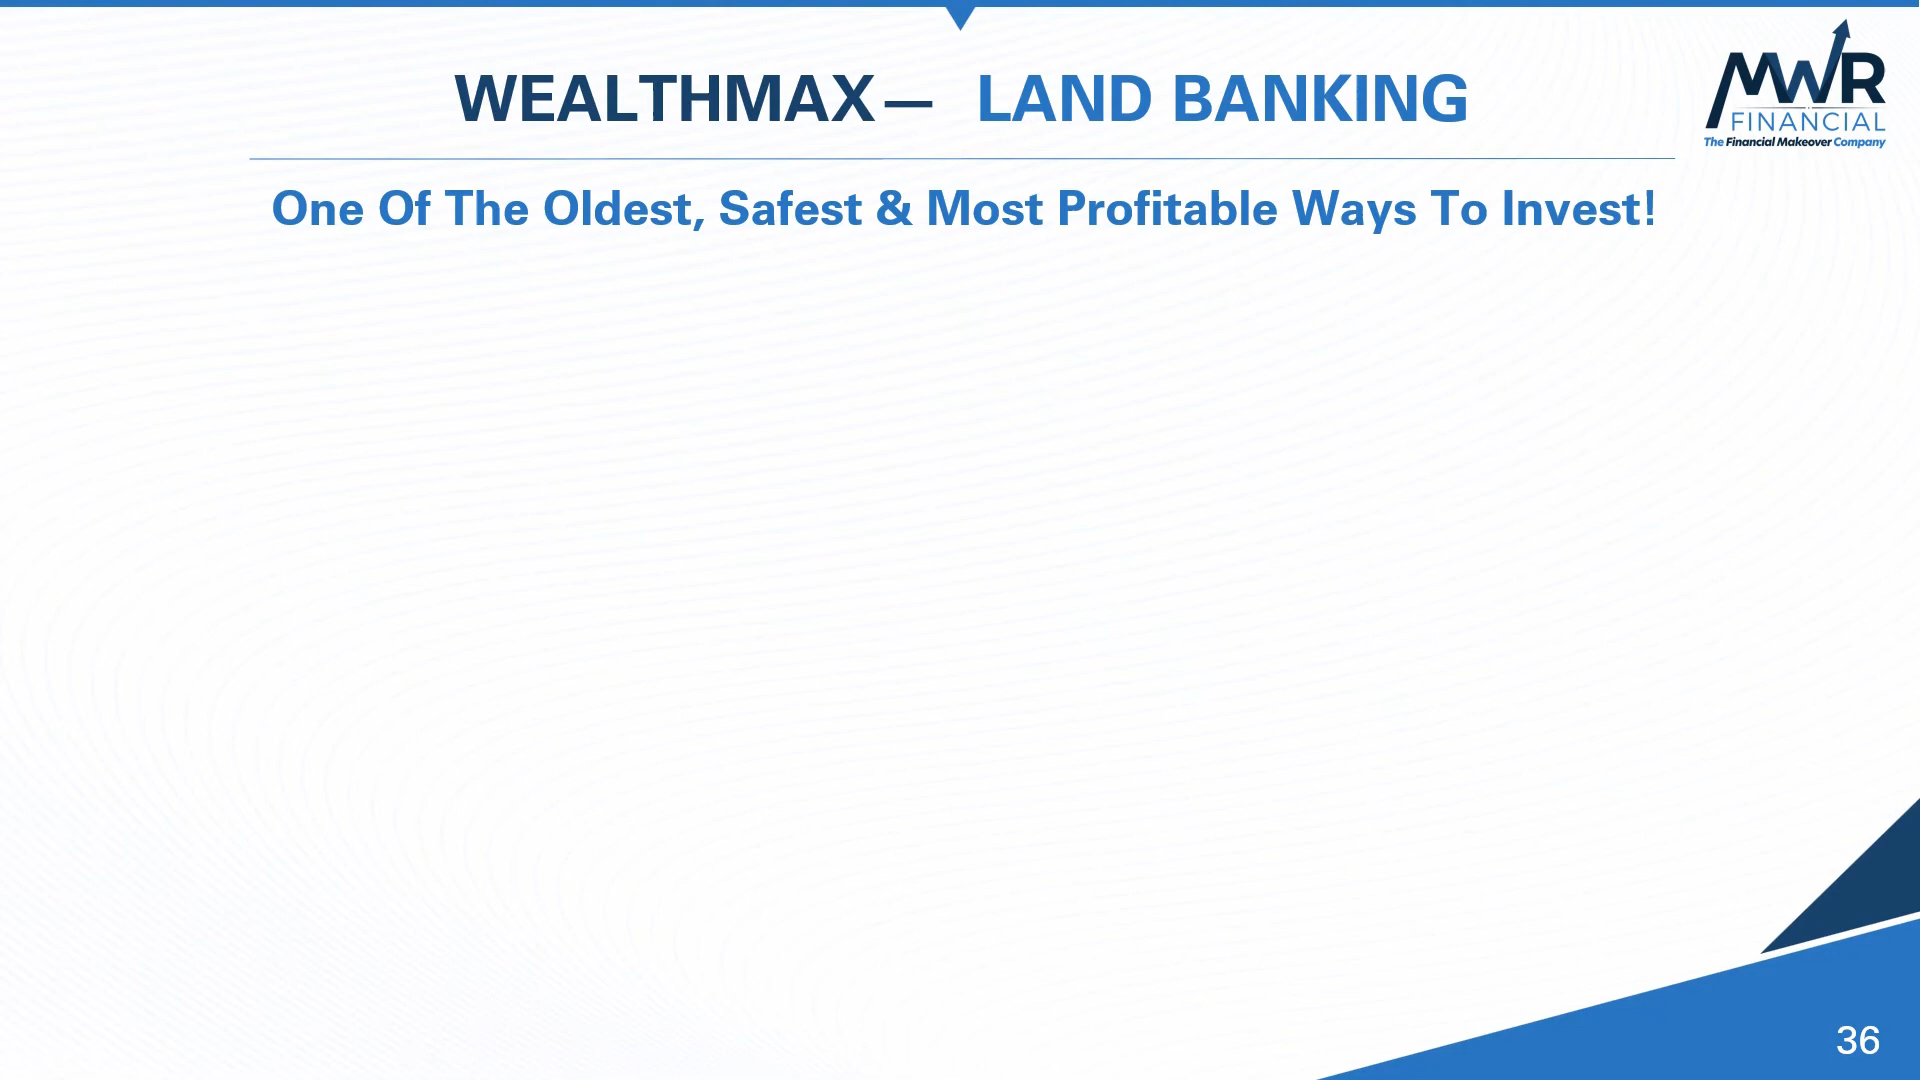 WEALTHMAX— LAND BANKING
MWR
FINANCIAL
The Financial Makeover Company
One Of The Oldest, Safest & Most Profitable Ways To Invest!
36